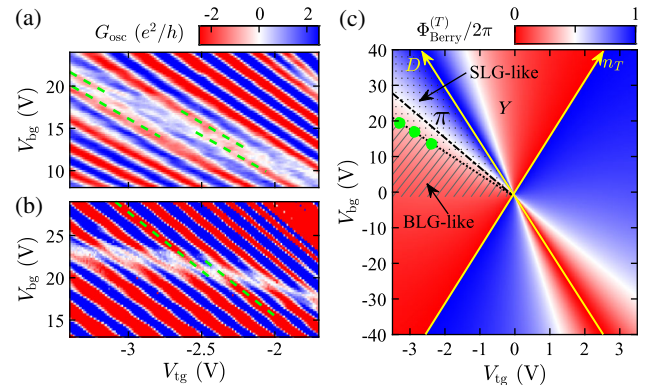 (a) G_osc (e²/h) -2 0 2
V_bg (V)
20
15
10
(b)
V_bg (V)
25
20
15
-3 -2.5 -2
V_tg (V)
(c) Φ_Berry^(T)/2π 0 1
40
30
20
10
0
-10
-20
-30
-40
V_bg (V)
D SLG-like n_T
Y
π
BLG-like
-3 -2 -1 0 1 2 3
V_tg (V)